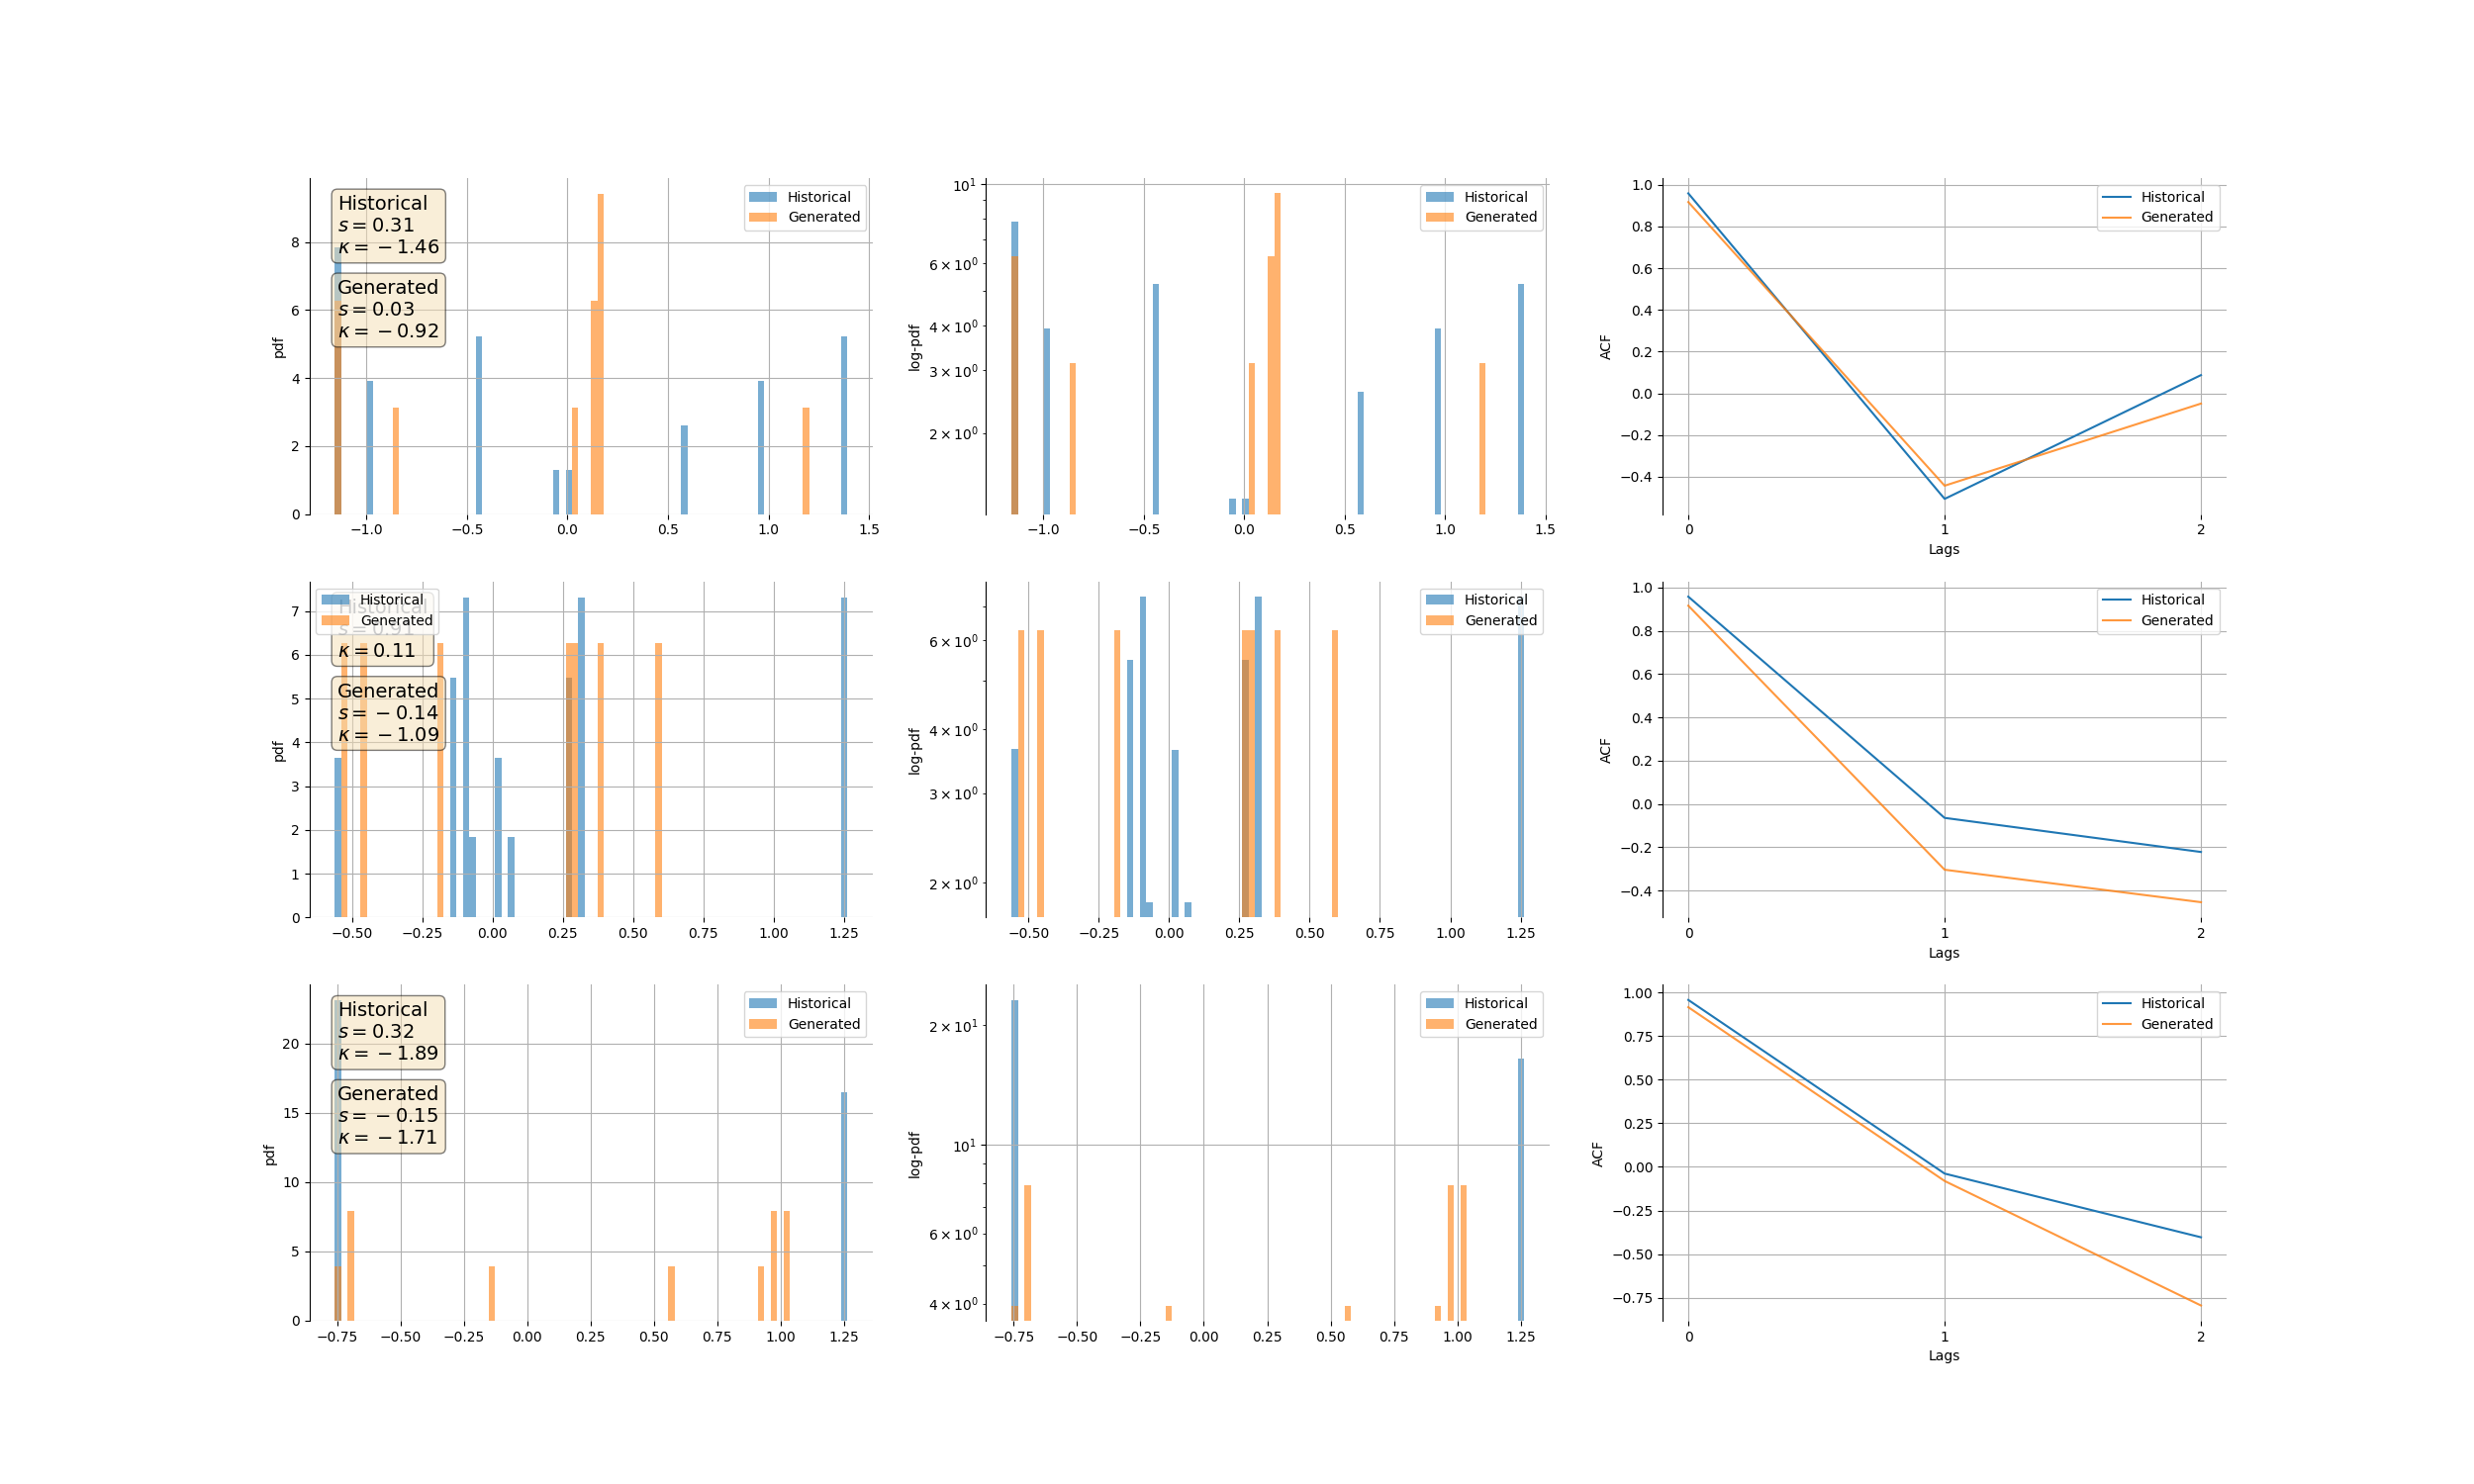 Historical
s = 0.31
κ = −1.46
Generated
s = 0.03
κ = −0.92
Historical
Generated
pdf
8
6
4
2
0
−1.0 −0.5 0.0 0.5 1.0 1.5
Historical
Generated
log-pdf
10¹
6 × 10⁰
4 × 10⁰
3 × 10⁰
2 × 10⁰
−1.0 −0.5 0.0 0.5 1.0 1.5
Historical
Generated
ACF
1.0
0.8
0.6
0.4
0.2
0.0
−0.2
−0.4
0 1 2
Lags
Historical
Generated
Historical
s = 0.91
κ = 0.11
Generated
s = −0.14
κ = −1.09
pdf
7
6
5
4
3
2
1
0
−0.50 −0.25 0.00 0.25 0.50 0.75 1.00 1.25
Historical
Generated
log-pdf
6 × 10⁰
4 × 10⁰
3 × 10⁰
2 × 10⁰
−0.50 −0.25 0.00 0.25 0.50 0.75 1.00 1.25
Historical
Generated
ACF
1.0
0.8
0.6
0.4
0.2
0.0
−0.2
−0.4
0 1 2
Lags
Historical
s = 0.32
κ = −1.89
Generated
s = −0.15
κ = −1.71
Historical
Generated
pdf
20
15
10
5
0
−0.75 −0.50 −0.25 0.00 0.25 0.50 0.75 1.00 1.25
Historical
Generated
log-pdf
2 × 10¹
10¹
6 × 10⁰
4 × 10⁰
−0.75 −0.50 −0.25 0.00 0.25 0.50 0.75 1.00 1.25
Historical
Generated
ACF
1.00
0.75
0.50
0.25
0.00
−0.25
−0.50
−0.75
0 1 2
Lags